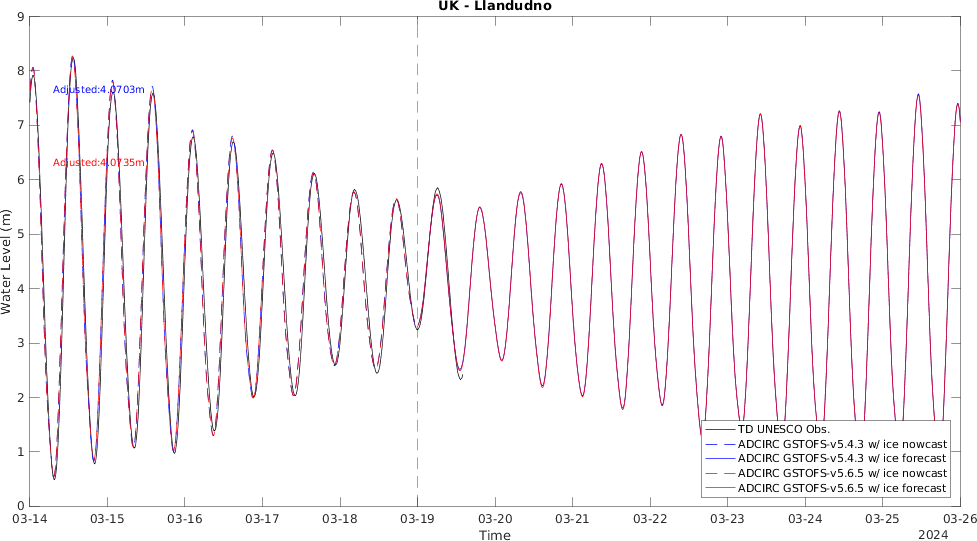 UK - Llandudno
9
8
7
6
5
4
3
2
1
0
Water Level (m)
Adjusted:4.0703m
Adjusted:4.0735m
TD UNESCO Obs.
ADCIRC GSTOFS-v5.4.3 w/ ice nowcast
ADCIRC GSTOFS-v5.4.3 w/ ice forecast
ADCIRC GSTOFS-v5.6.5 w/ ice nowcast
ADCIRC GSTOFS-v5.6.5 w/ ice forecast
03-14 03-15 03-16 03-17 03-18 03-19 03-20 03-21 03-22 03-23 03-24 03-25 03-26
Time
2024